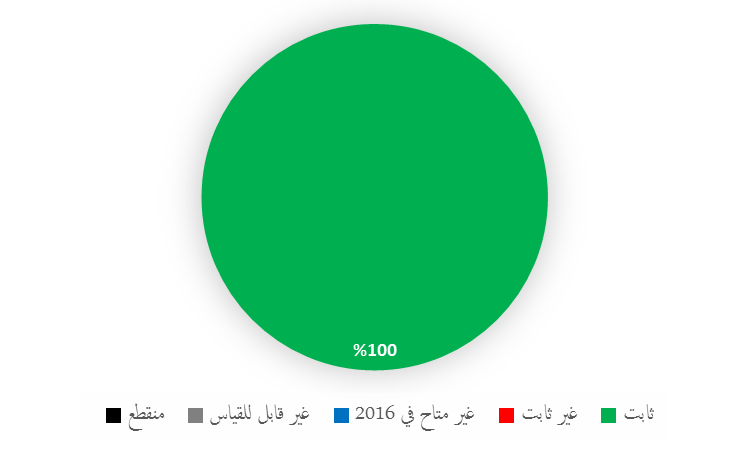 %100
ثابت غير ثابت غير متاح في 2016 غير قابل للقياس منقطع